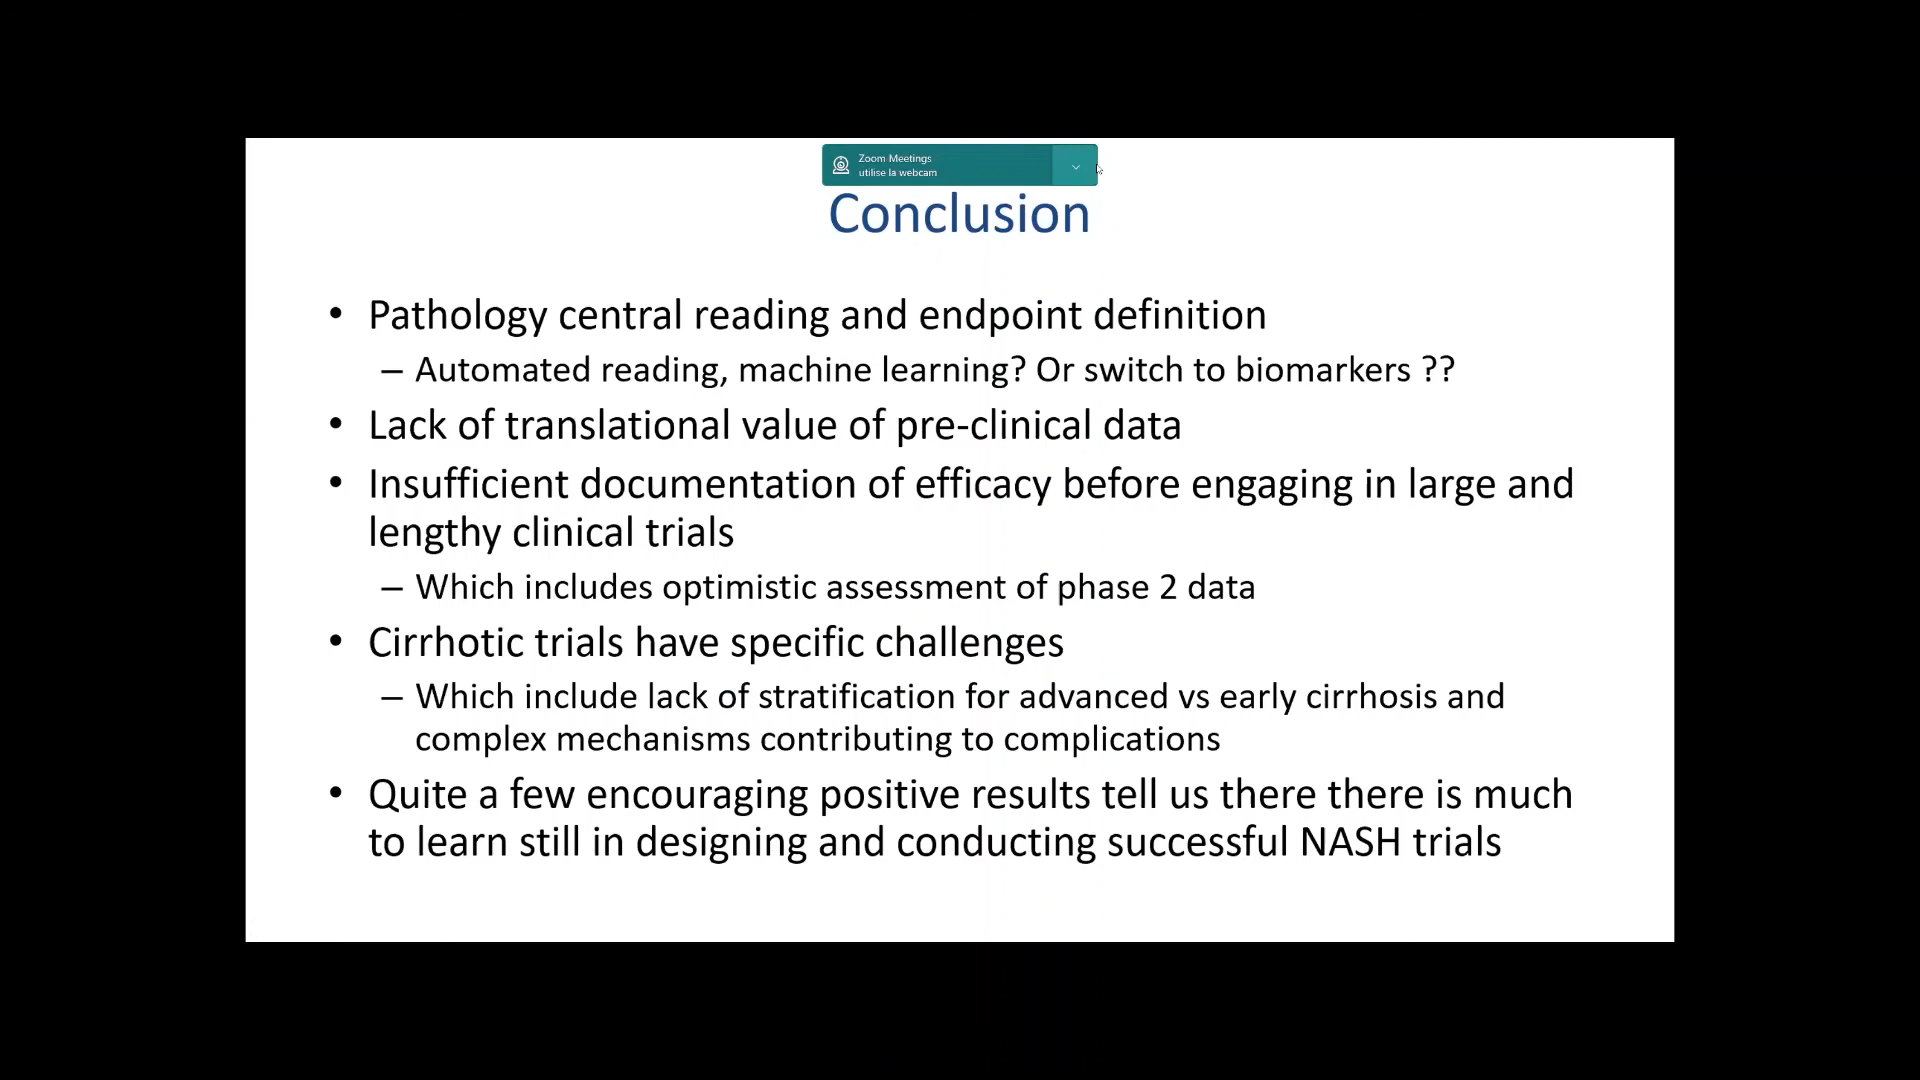 Zoom Meetings
utilise la webcam
Conclusion
• Pathology central reading and endpoint definition
– Automated reading, machine learning? Or switch to biomarkers ??
• Lack of translational value of pre-clinical data
• Insufficient documentation of efficacy before engaging in large and
lengthy clinical trials
– Which includes optimistic assessment of phase 2 data
• Cirrhotic trials have specific challenges
– Which include lack of stratification for advanced vs early cirrhosis and
complex mechanisms contributing to complications
• Quite a few encouraging positive results tell us there there is much
to learn still in designing and conducting successful NASH trials